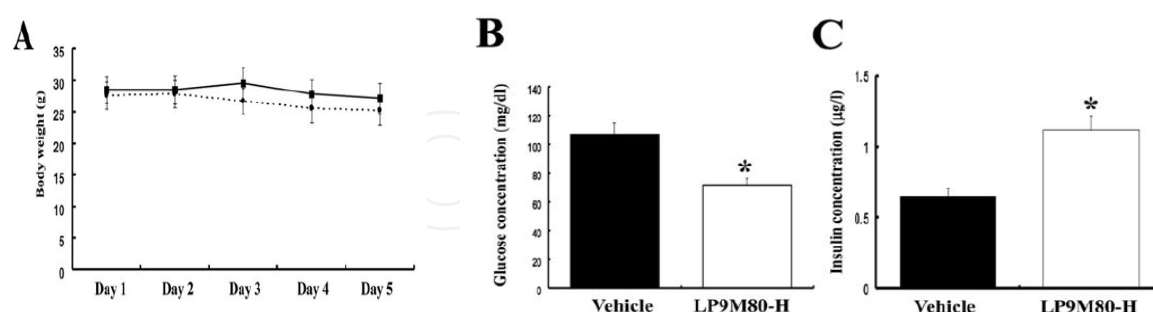 A
Body weight (g)
35
30
25
20
15
10
5
0
Day 1 Day 2 Day 3 Day 4 Day 5
B
Glucose concentration (mg/dl)
140
120
100
80
60
40
20
0
*
Vehicle LP9M80-H
C
Insulin concentration (µg/l)
1.5
1
0.5
0
*
Vehicle LP9M80-H